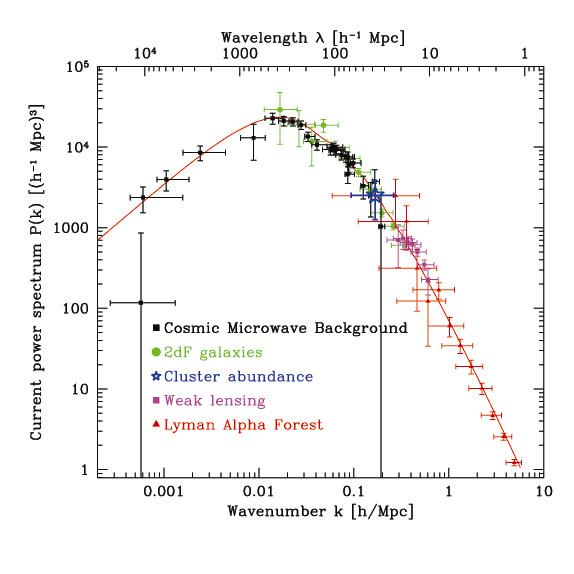 Wavelength λ [h⁻¹ Mpc]
10⁴ 1000 100 10 1
Current power spectrum P(k) [(h⁻¹ Mpc)³]
10⁵
10⁴
1000
100
10
1
Cosmic Microwave Background
2dF galaxies
Cluster abundance
Weak lensing
Lyman Alpha Forest
0.001 0.01 0.1 1 10
Wavenumber k [h/Mpc]